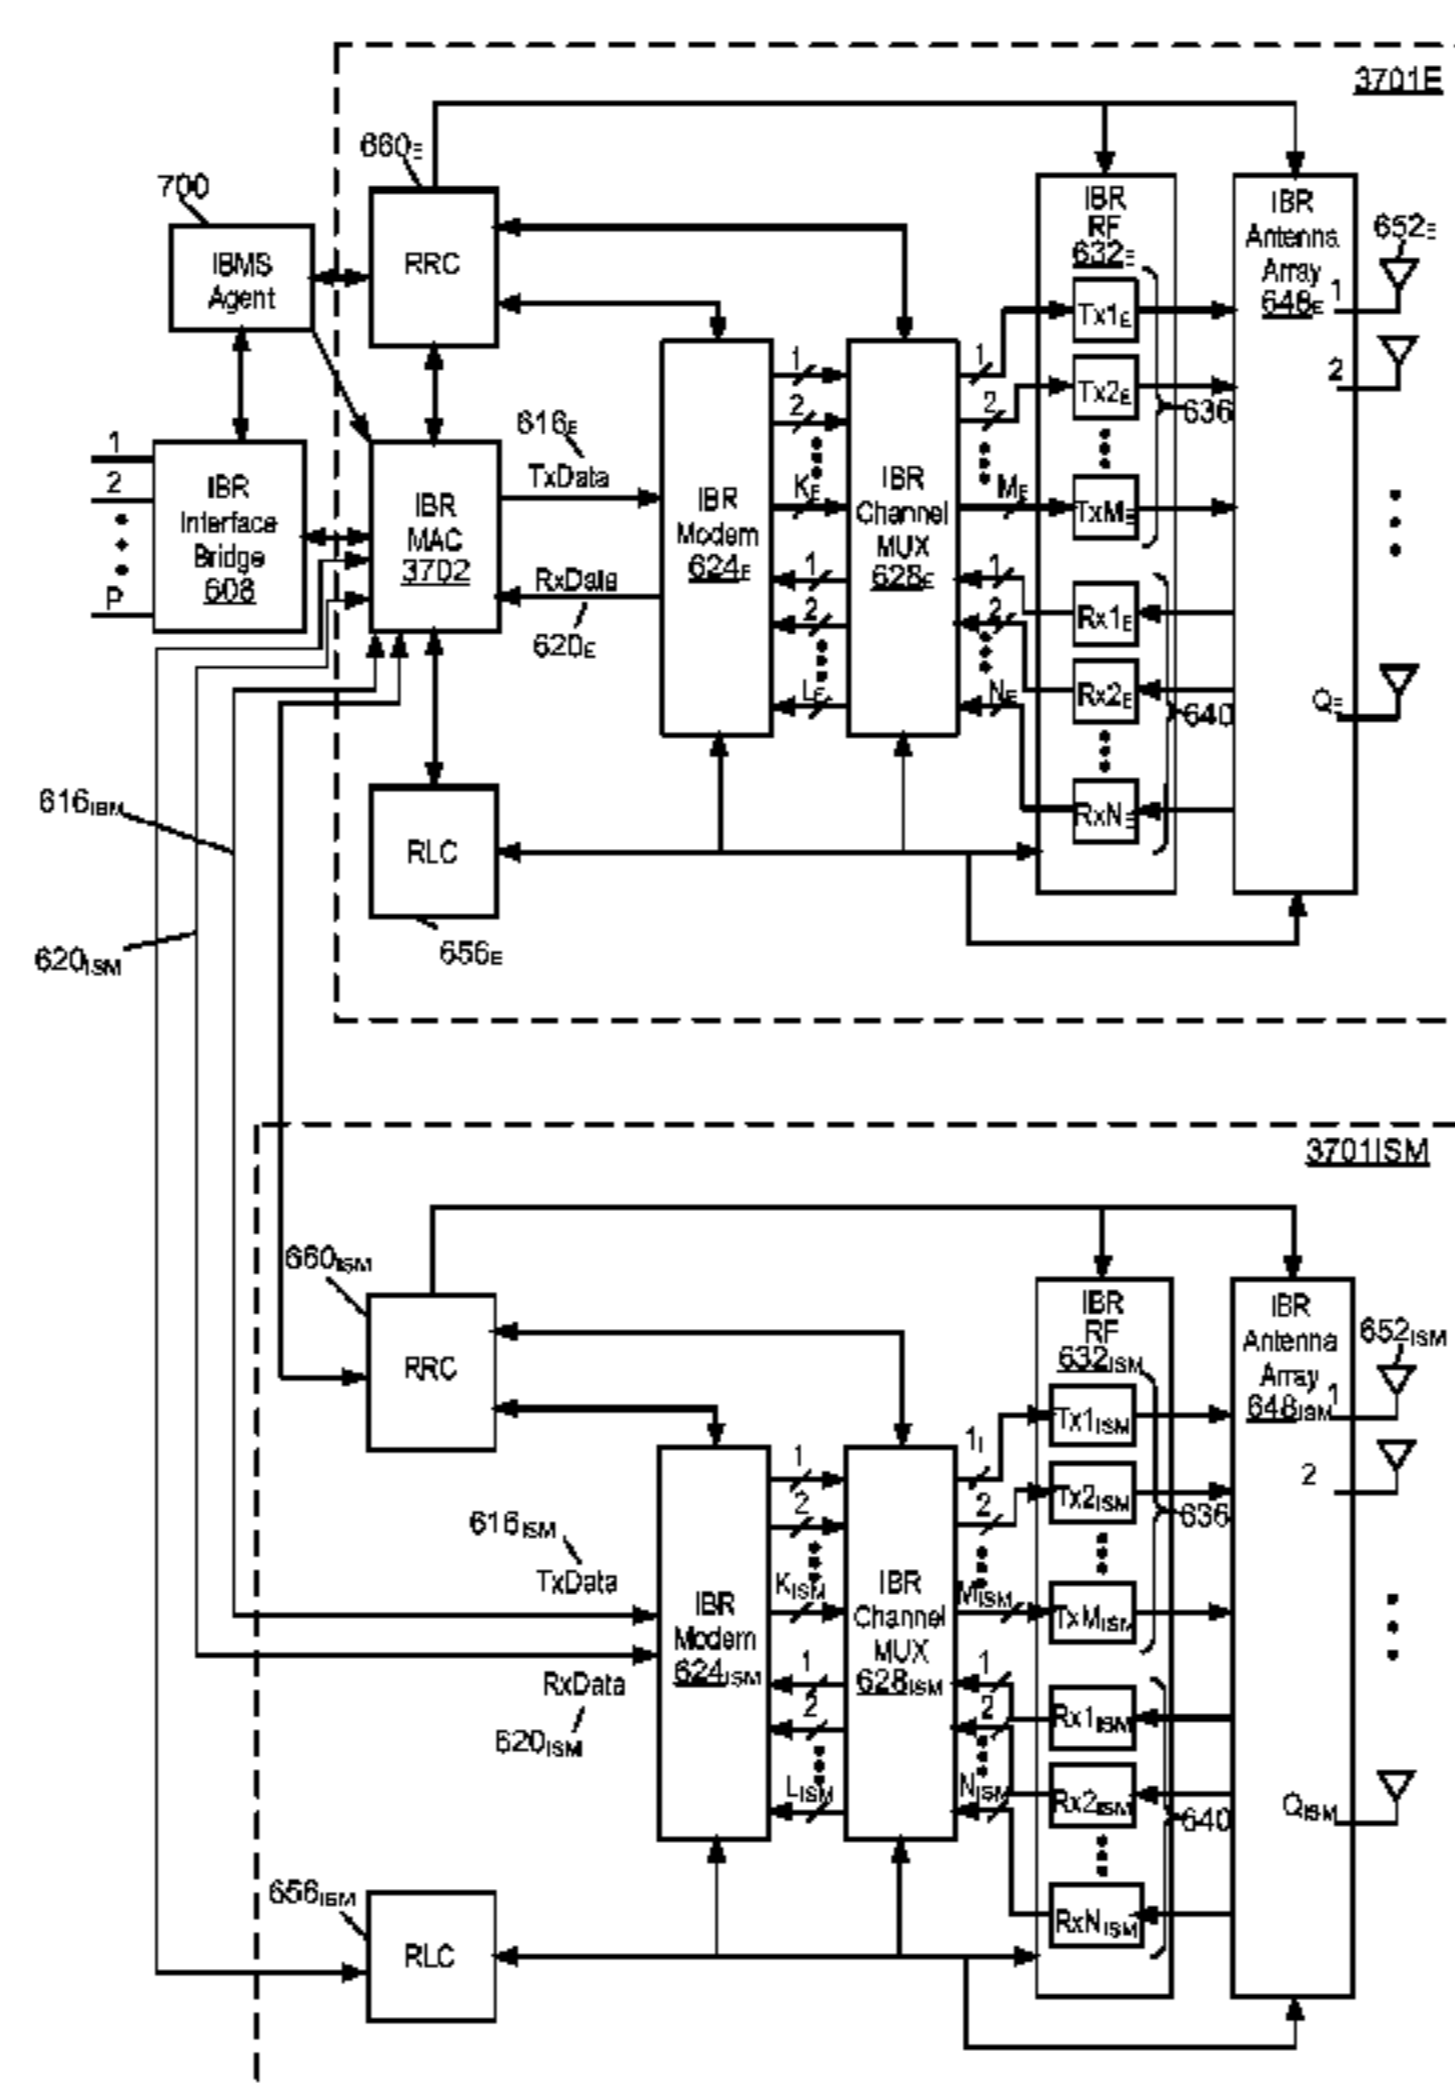 3701E
660E
700
IBMS
Agent
RRC
IBR
RF
632E
IBR
Antenna
Array
648E
652E
1
2
QE
Tx1E
Tx2E
TxME
636
Rx1E
Rx2E
RxNE
640
1
2
P
IBR
Interface
Bridge
608
IBR
MAC
3702
616E
TxData
RxData
620E
IBR
Modem
624E
1
2
KE
1
2
LE
IBR
Channel
MUX
628E
1
2
ME
1
2
NE
RLC
656E
616ISM
620ISM
3701ISM
660ISM
RRC
IBR
RF
632ISM
IBR
Antenna
Array
648ISM
652ISM
1
2
QISM
Tx1ISM
Tx2ISM
TxMISM
636
Rx1ISM
Rx2ISM
RxNISM
640
616ISM
TxData
RxData
620ISM
IBR
Modem
624ISM
1
2
KISM
1
2
LISM
IBR
Channel
MUX
628ISM
1I
2
MISM
1
2
NISM
656ISM
RLC